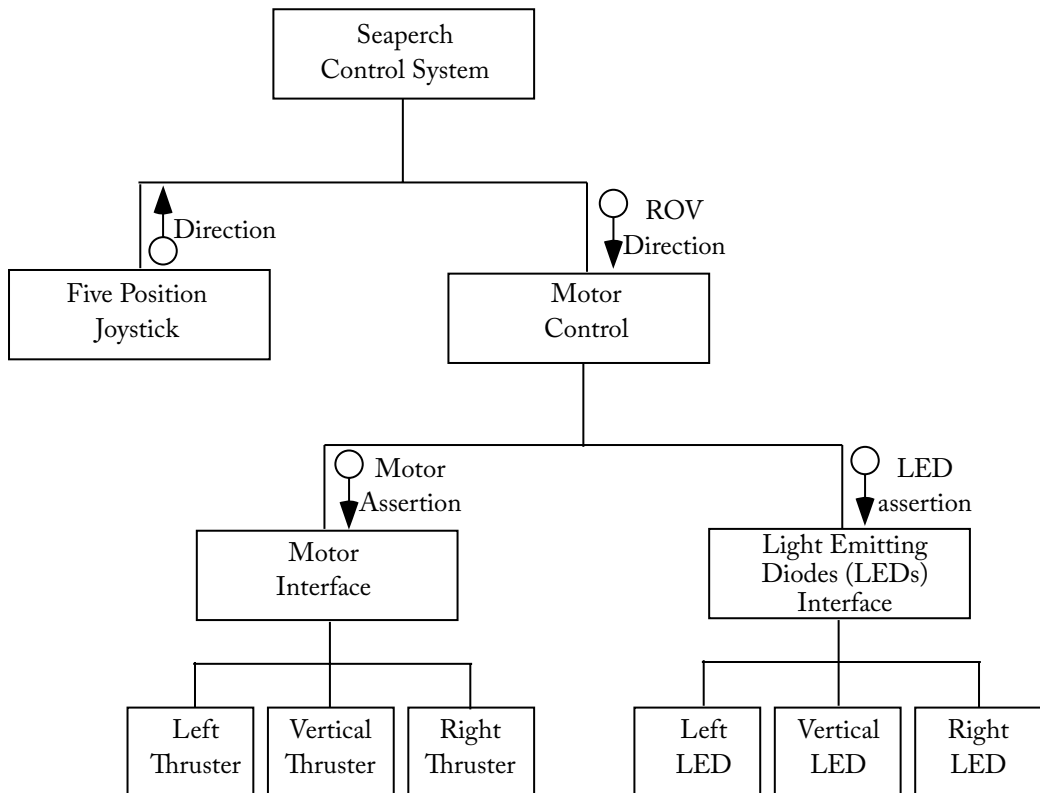 Seaperch
Control System
Direction
ROV
Direction
Five Position
Joystick
Motor
Control
Motor
Assertion
LED
assertion
Motor
Interface
Light Emitting
Diodes (LEDs)
Interface
Left
Thruster
Vertical
Thruster
Right
Thruster
Left
LED
Vertical
LED
Right
LED